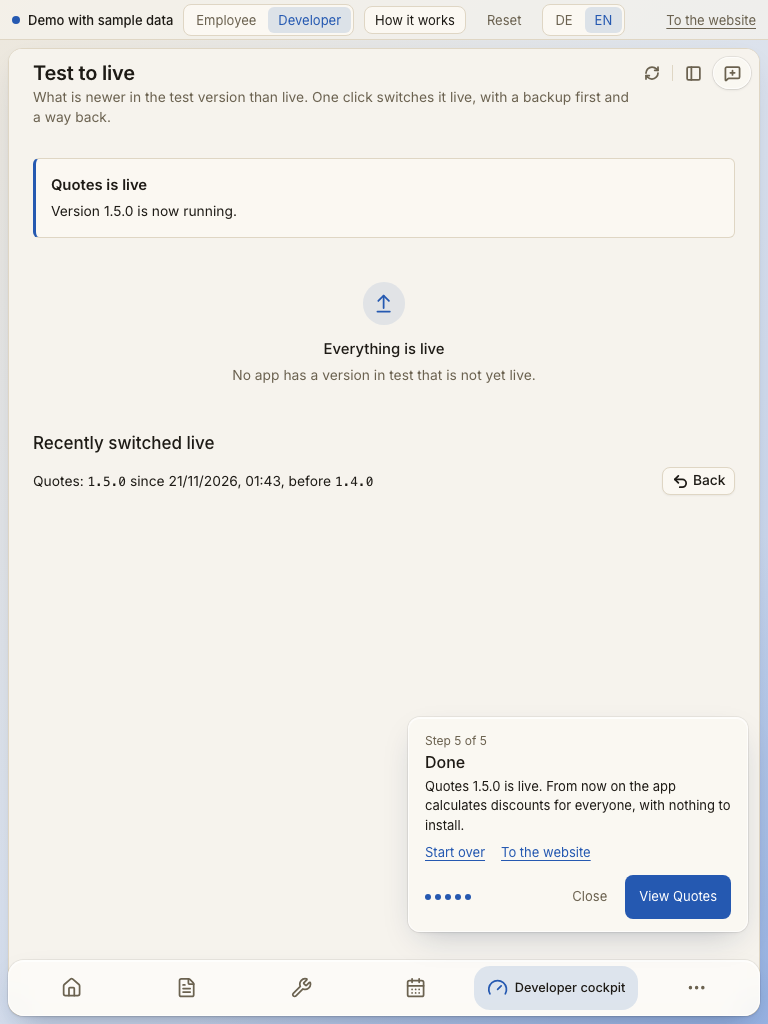 Demo with sample data
Employee
Developer
How it works
Reset
DE
EN
To the website
Test to live
What is newer in the test version than live. One click switches it live, with a backup first and
a way back.
Quotes is live
Version 1.5.0 is now running.
Everything is live
No app has a version in test that is not yet live.
Recently switched live
Quotes: 1.5.0 since 21/11/2026, 01:43, before 1.4.0
Back
Step 5 of 5
Done
Quotes 1.5.0 is live. From now on the app
calculates discounts for everyone, with nothing to
install.
Start over
To the website
Close
View Quotes
Developer cockpit